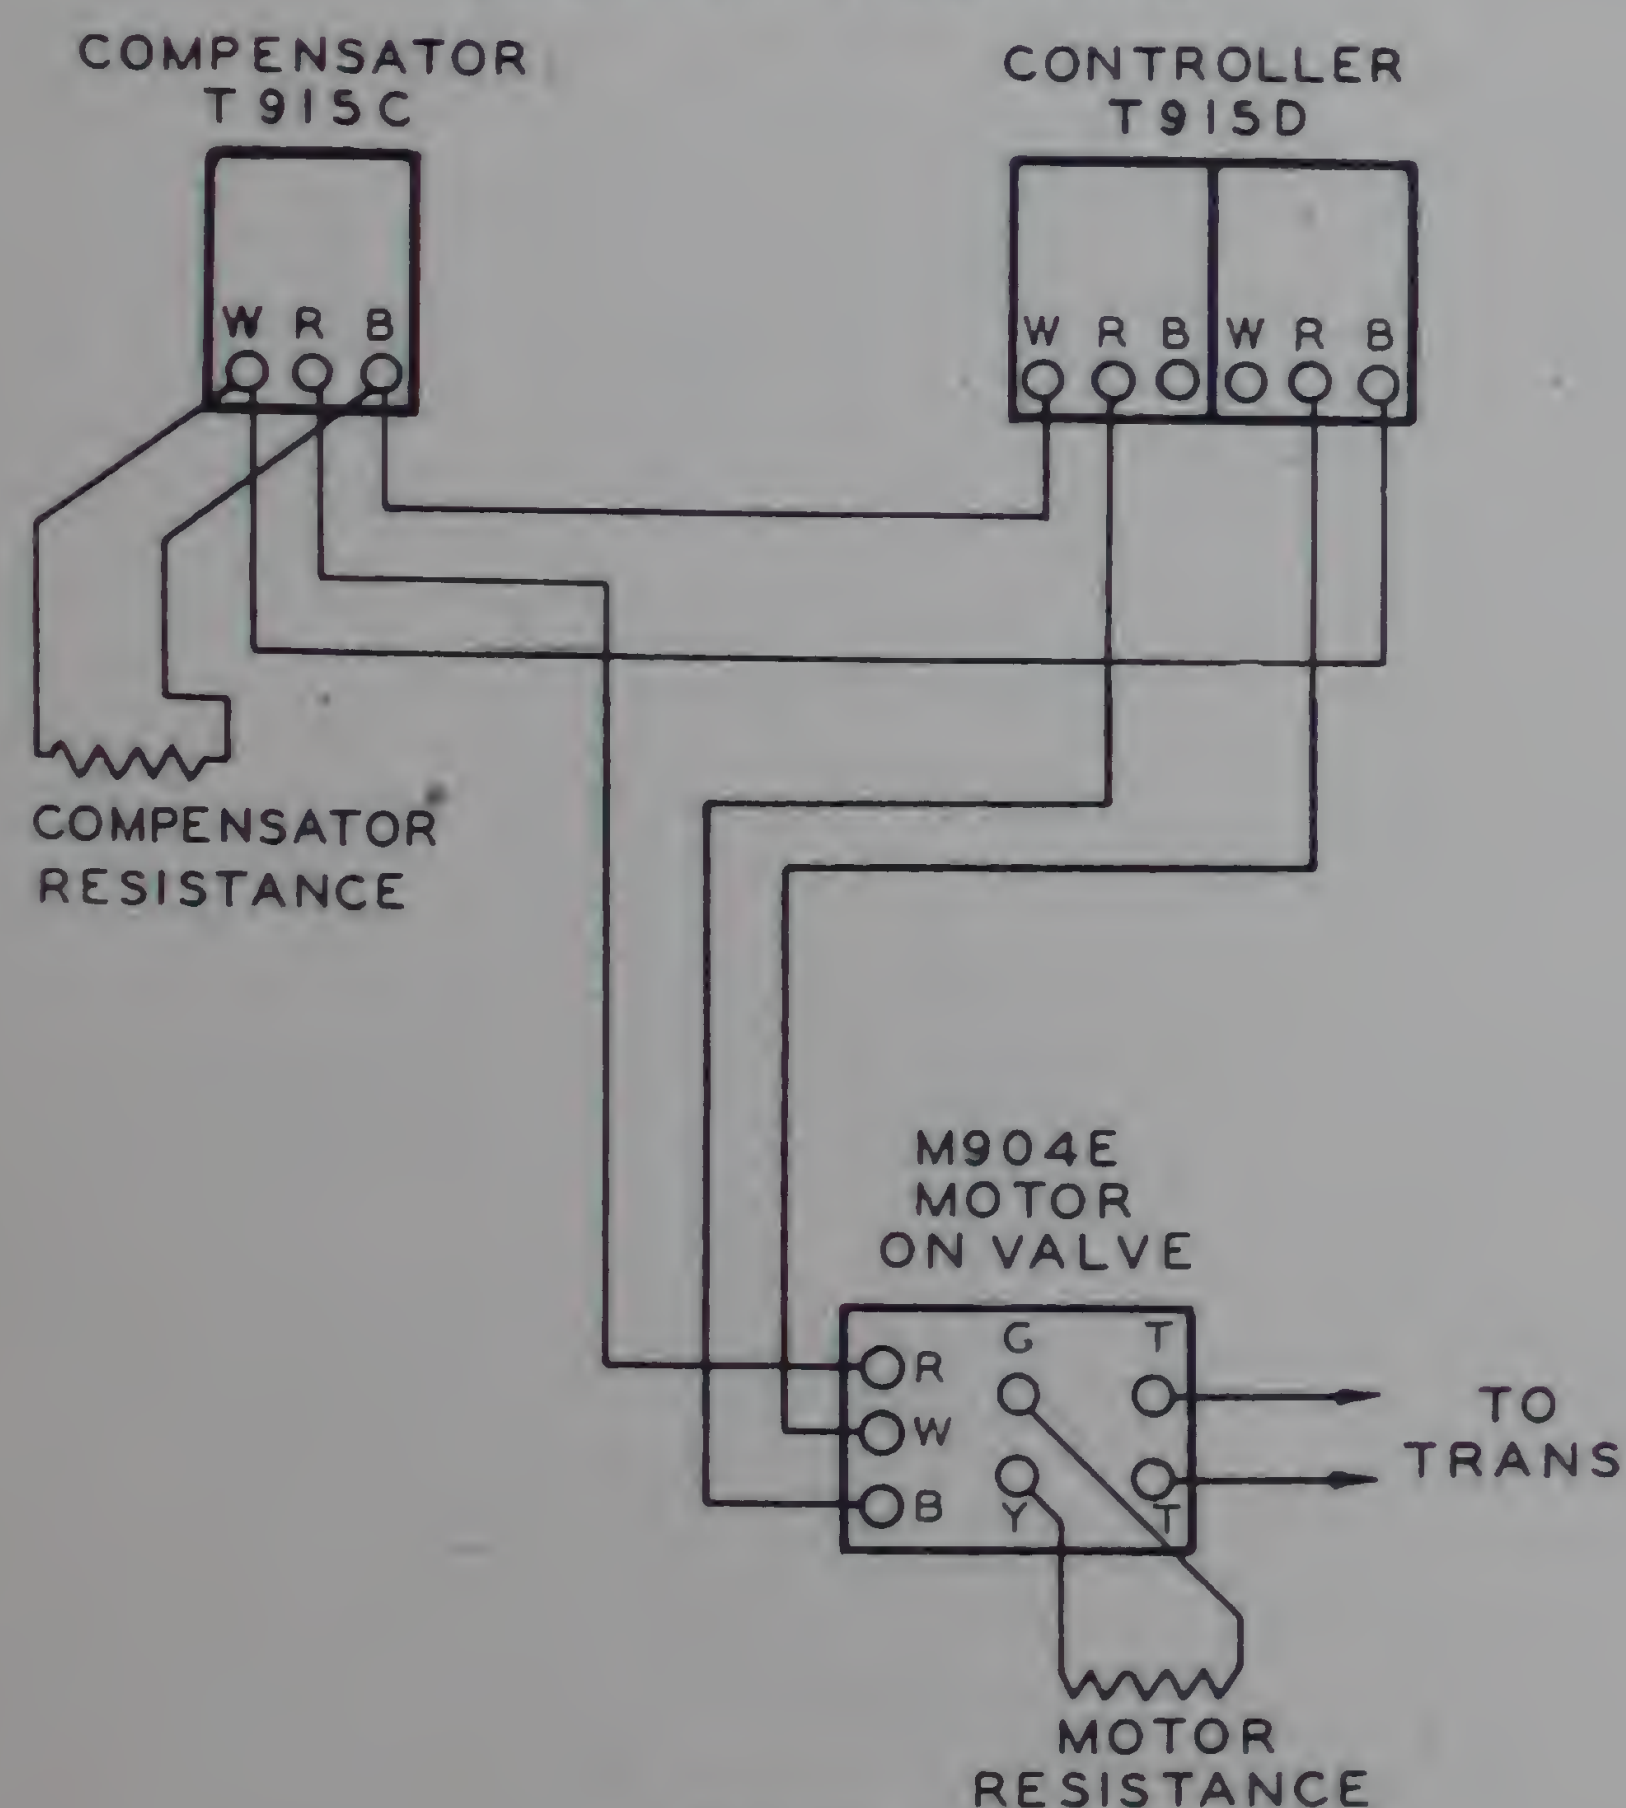 COMPENSATOR
T915C
W R B
CONTROLLER
T915D
W R B W R B
COMPENSATOR
RESISTANCE
M904E
MOTOR
ON VALVE
G T
R
W
B
Y T
TO
TRANS
MOTOR
RESISTANCE